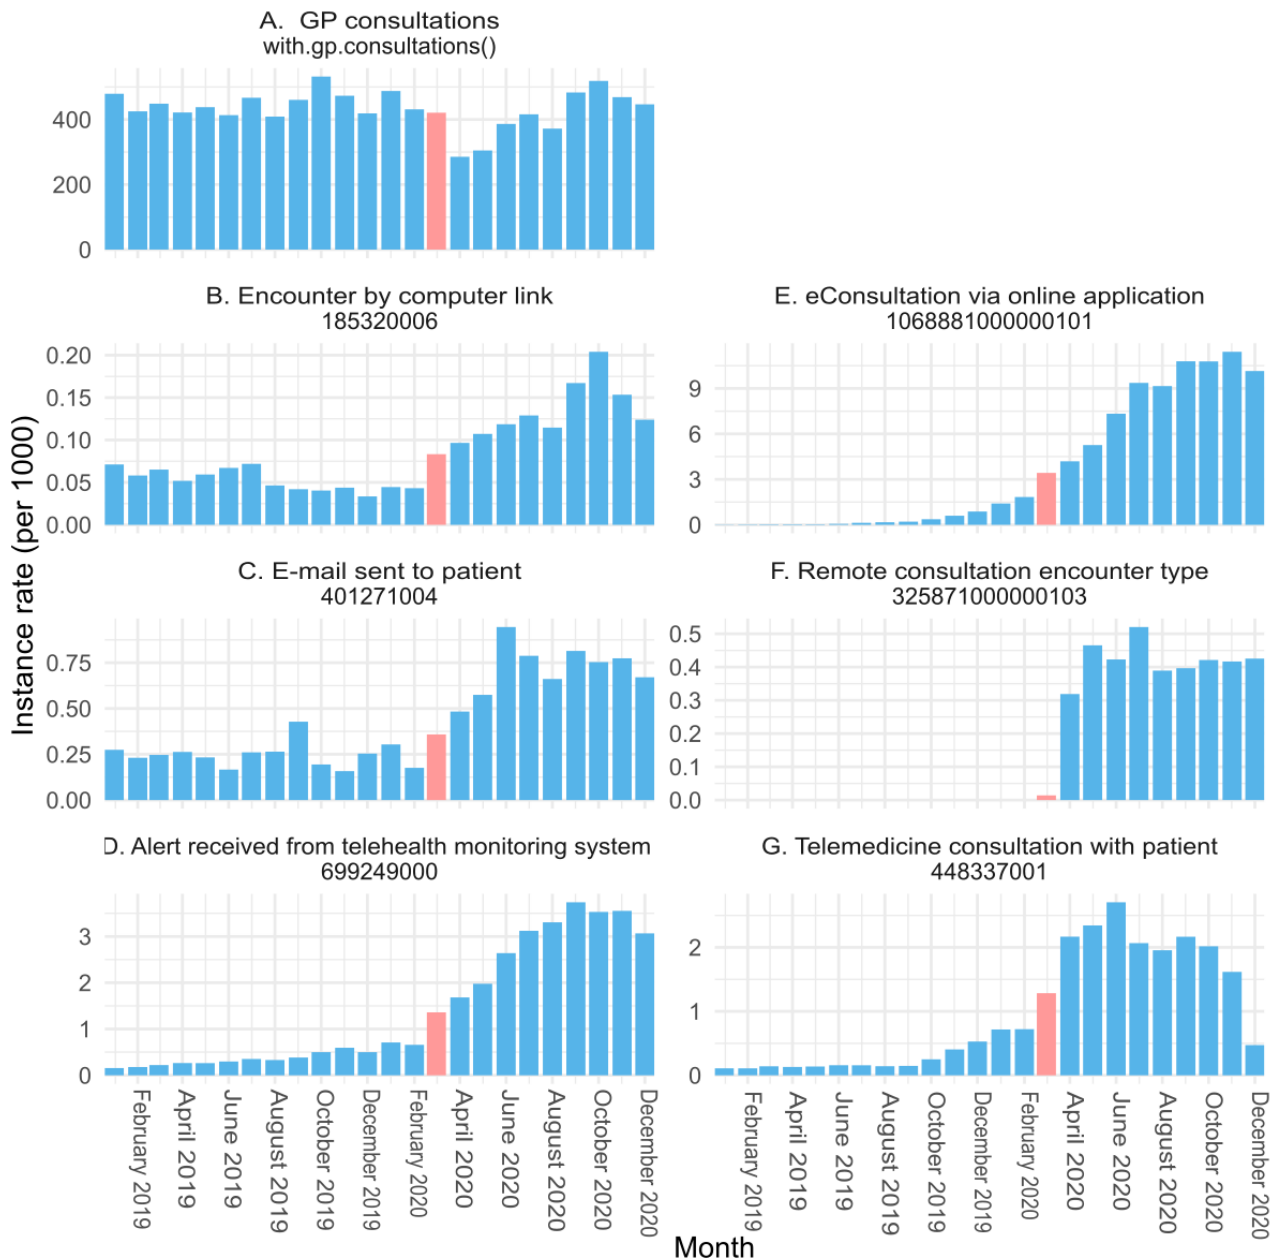 A.  GP consultations
with.gp.consultations()
400
200
0
B. Encounter by computer link
185320006
0.20
0.15
0.10
0.05
0.00
E. eConsultation via online application
1068881000000101
9
6
3
0
Instance rate (per 1000)
C. E-mail sent to patient
401271004
0.75
0.50
0.25
0.00
F. Remote consultation encounter type
325871000000103
0.5
0.4
0.3
0.2
0.1
0.0
D. Alert received from telehealth monitoring system
699249000
3
2
1
0
February 2019
April 2019
June 2019
August 2019
October 2019
December 2019
February 2020
April 2020
June 2020
August 2020
October 2020
December 2020
G. Telemedicine consultation with patient
448337001
2
1
0
February 2019
April 2019
June 2019
August 2019
October 2019
December 2019
February 2020
April 2020
June 2020
August 2020
October 2020
December 2020
Month